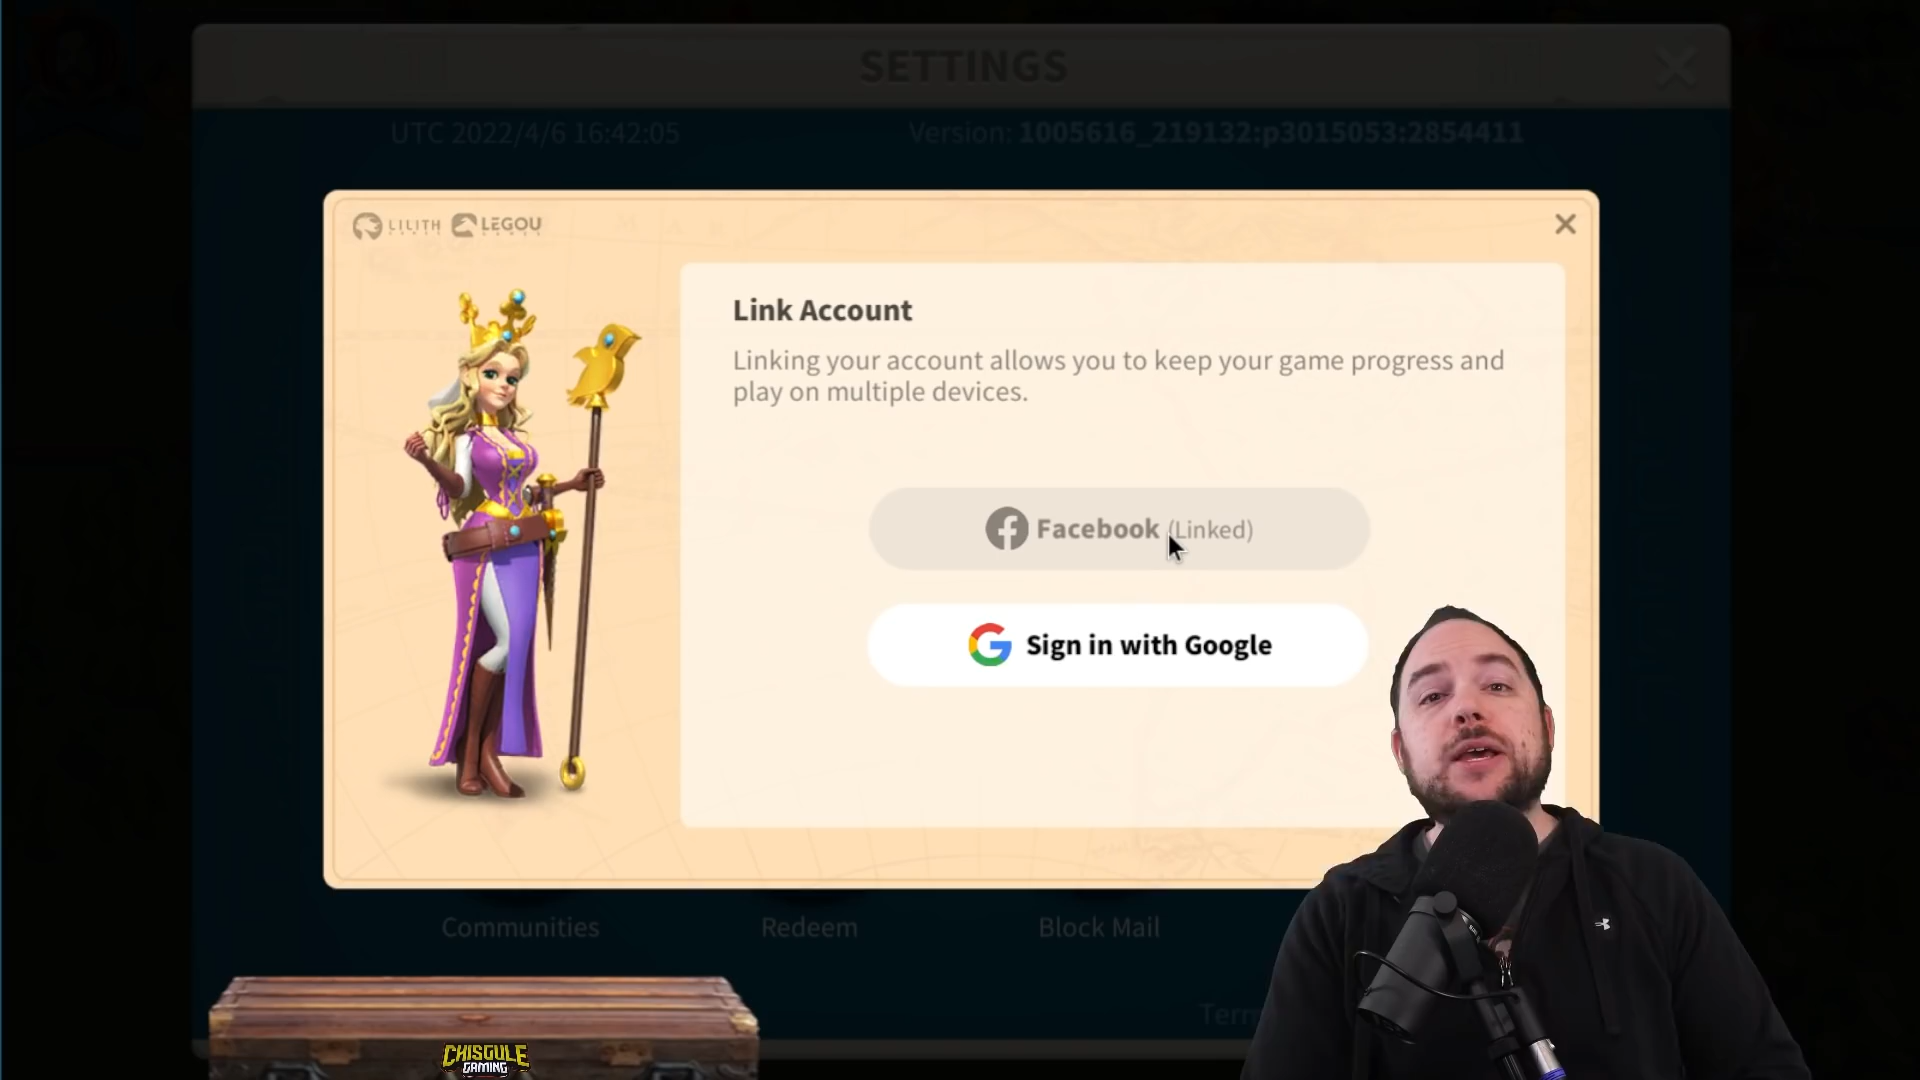 SETTINGS
UTC 2022/4/6 16:42:05
Version: 1005616_219132:p3015053:2854411
LILITH
GAMES
LEGOU
GAMES
Link Account
Linking your account allows you to keep your game progress and
play on multiple devices.
Facebook (Linked)
Sign in with Google
Communities
Redeem
Block Mail
CHISGULE
GAMING